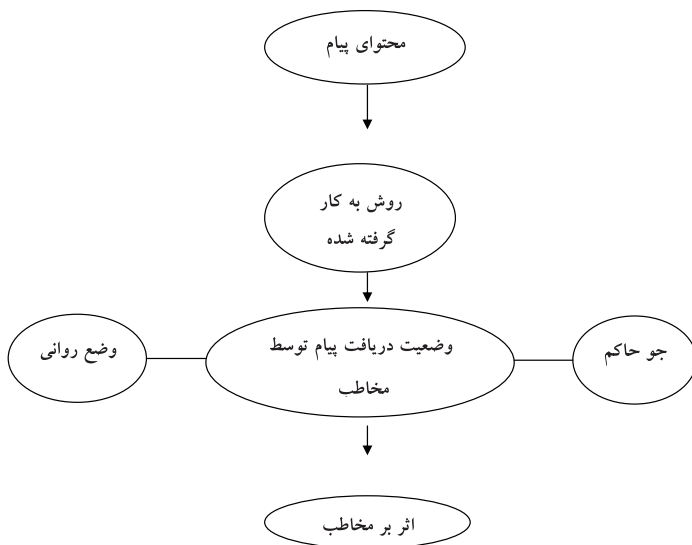 محتوای پیام
روش به کار
گرفته شده
جو حاکم
وضعیت دریافت پیام توسط
مخاطب
وضع روانی
اثر بر مخاطب